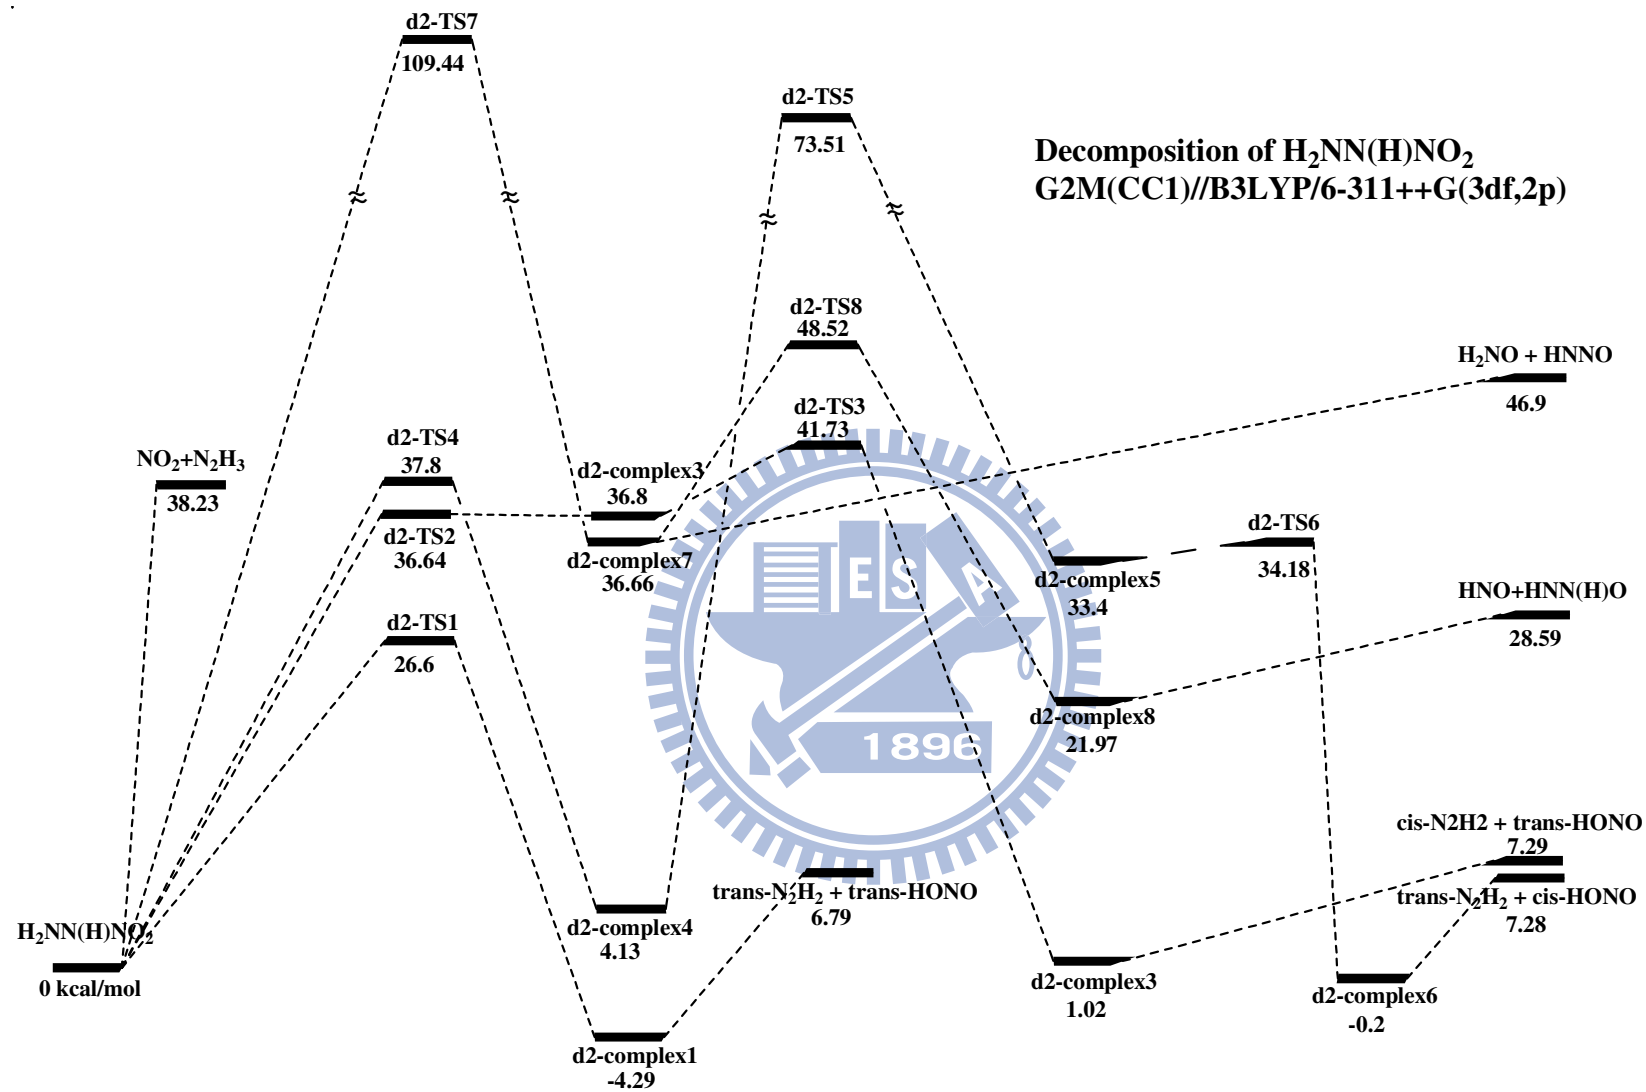 d2-TS7
109.44
d2-TS5
73.51
Decomposition of H₂NN(H)NO₂
G2M(CC1)//B3LYP/6-311++G(3df,2p)
d2-TS8
48.52
H₂NO + HNNO
46.9
d2-TS3
41.73
d2-TS4
37.8
NO₂+N₂H₃
38.23
d2-complex3
36.8
d2-TS2
36.64
d2-complex7
36.66
d2-TS6
34.18
d2-complex5
33.4
HNO+HNN(H)O
28.59
d2-TS1
26.6
E S A
d2-complex8
21.97
1896
cis-N2H2 + trans-HONO
7.29
trans-N₂H₂ + trans-HONO
6.79
trans-N₂H₂ + cis-HONO
7.28
H₂NN(H)NO₂
0 kcal/mol
d2-complex4
4.13
d2-complex3
1.02
d2-complex6
-0.2
d2-complex1
-4.29